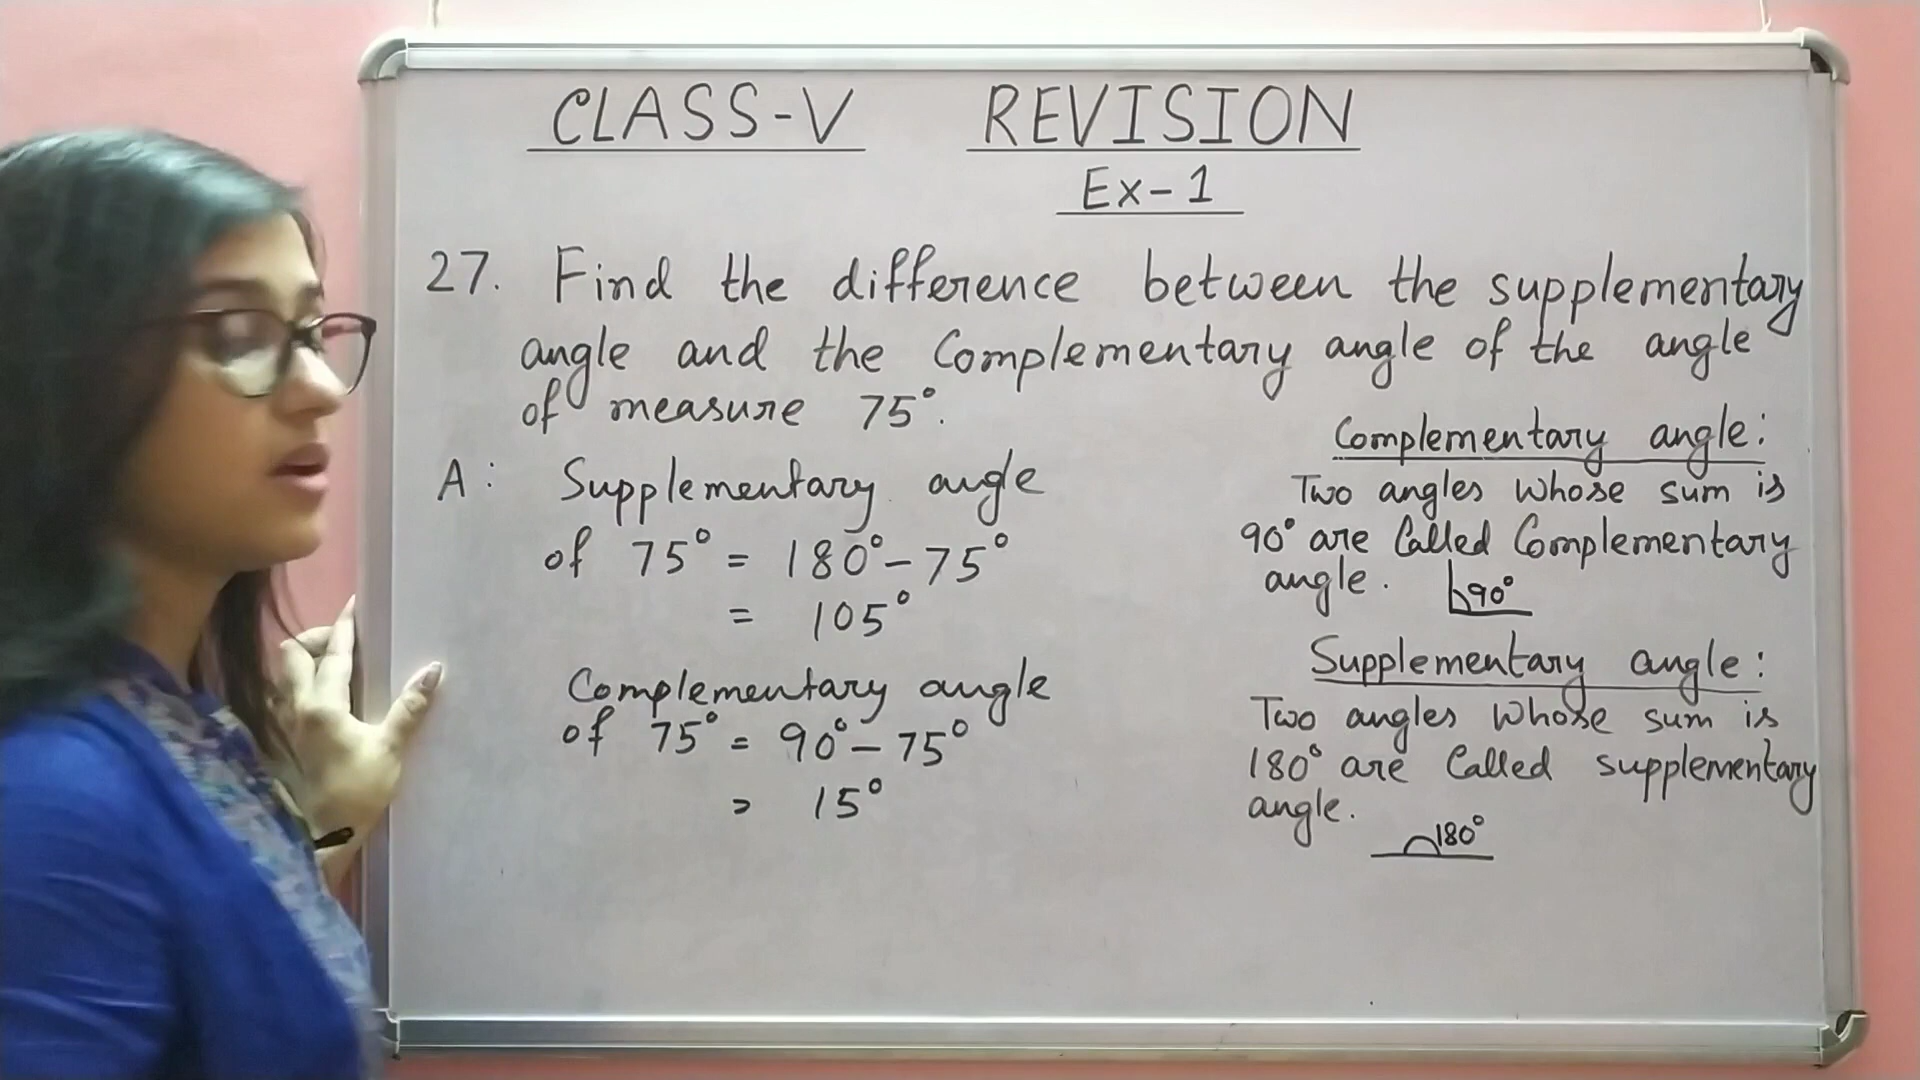 CLASS-V REVISION
Ex-1
27. Find the difference between the supplementary
angle and the Complementary angle of the angle
of measure 75°.
A: Supplementary angle
of 75° = 180° - 75°
= 105°
Complementary angle
of 75° = 90° - 75°
= 15°
Complementary angle:
Two angles whose sum is
90° are Called Complementary
angle.
90°
Supplementary angle:
Two angles whose sum is
180° are Called supplementary
angle.
180°